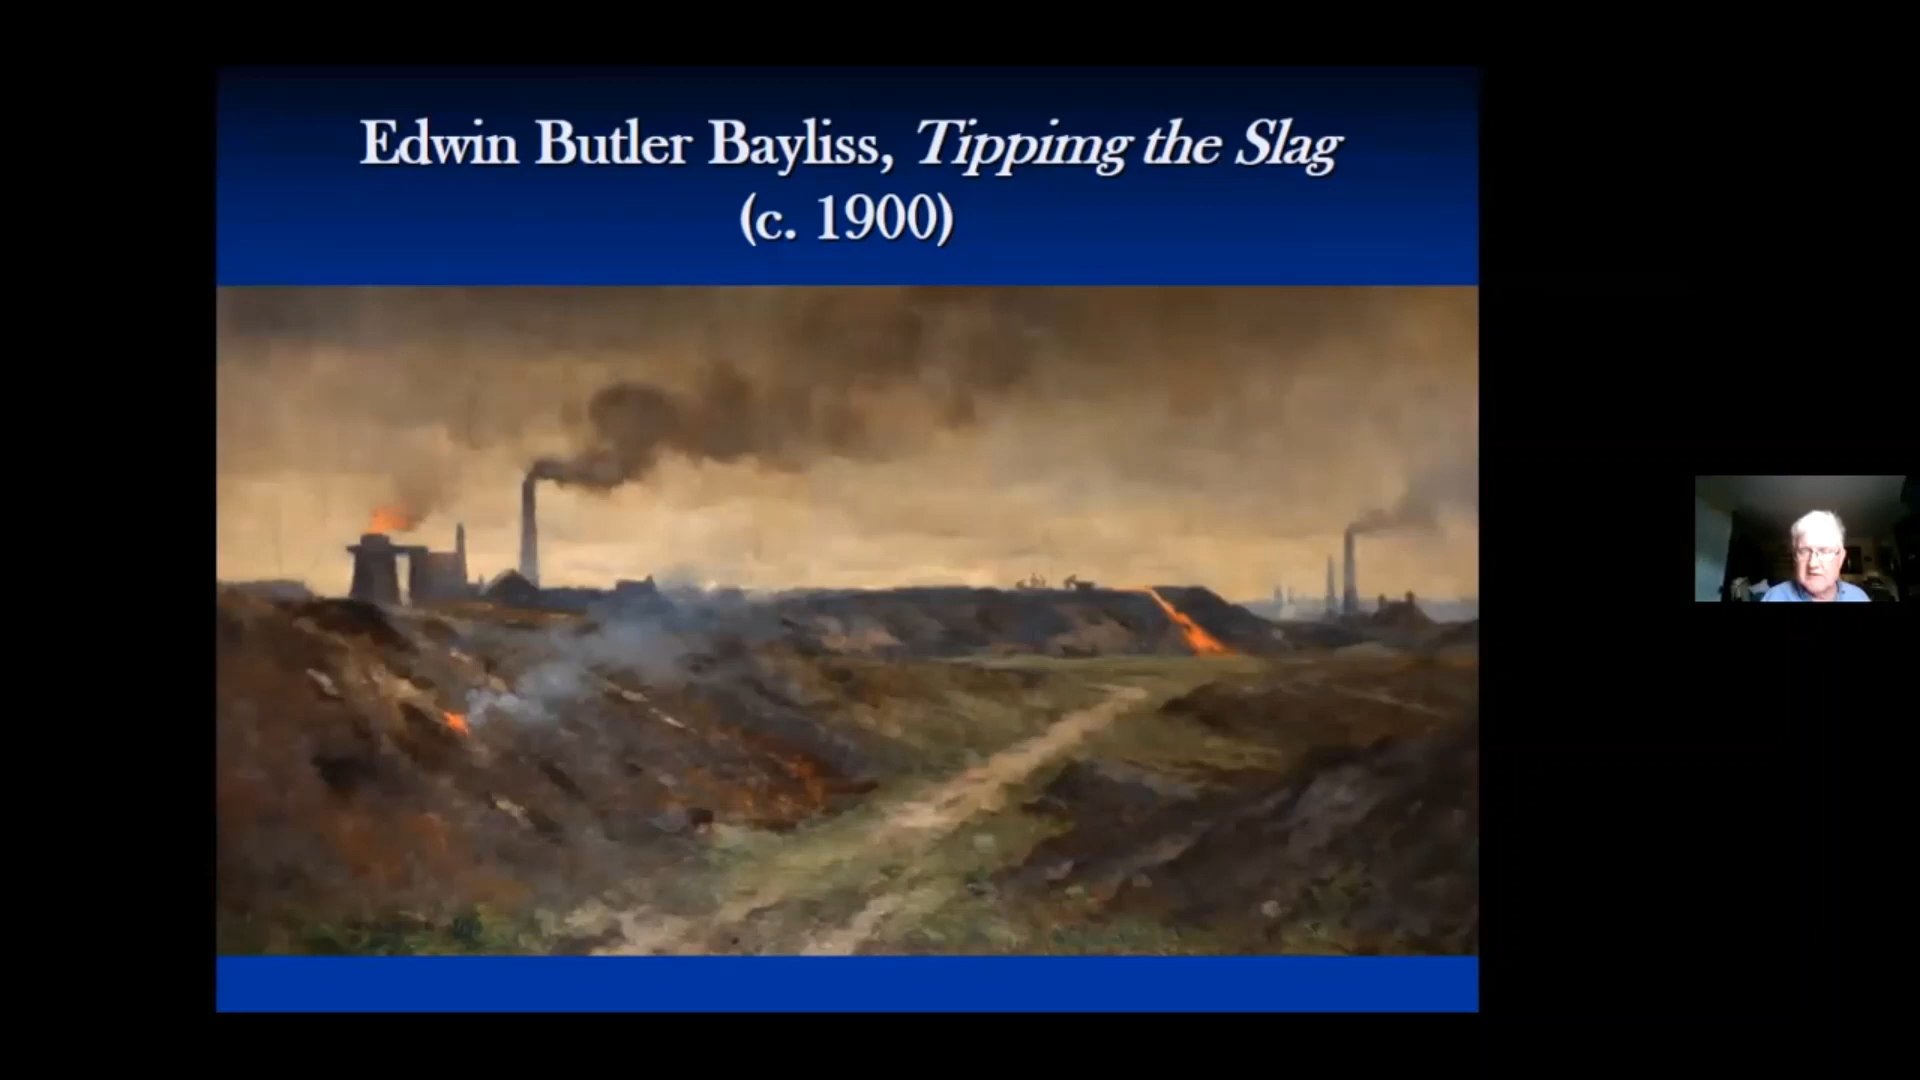 Edwin Butler Bayliss, Tippimg the Slag
(c. 1900)